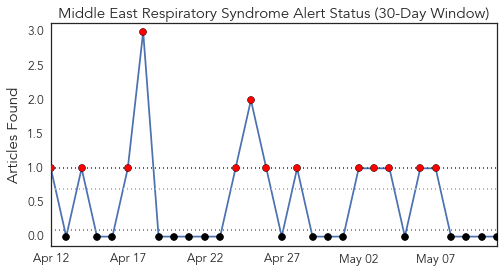 Middle East Respiratory Syndrome Alert Status (30-Day Window)
Articles Found
3.0
2.5
2.0
1.5
1.0
0.5
0.0
Apr 12 Apr 17 Apr 22 Apr 27 May 02 May 07